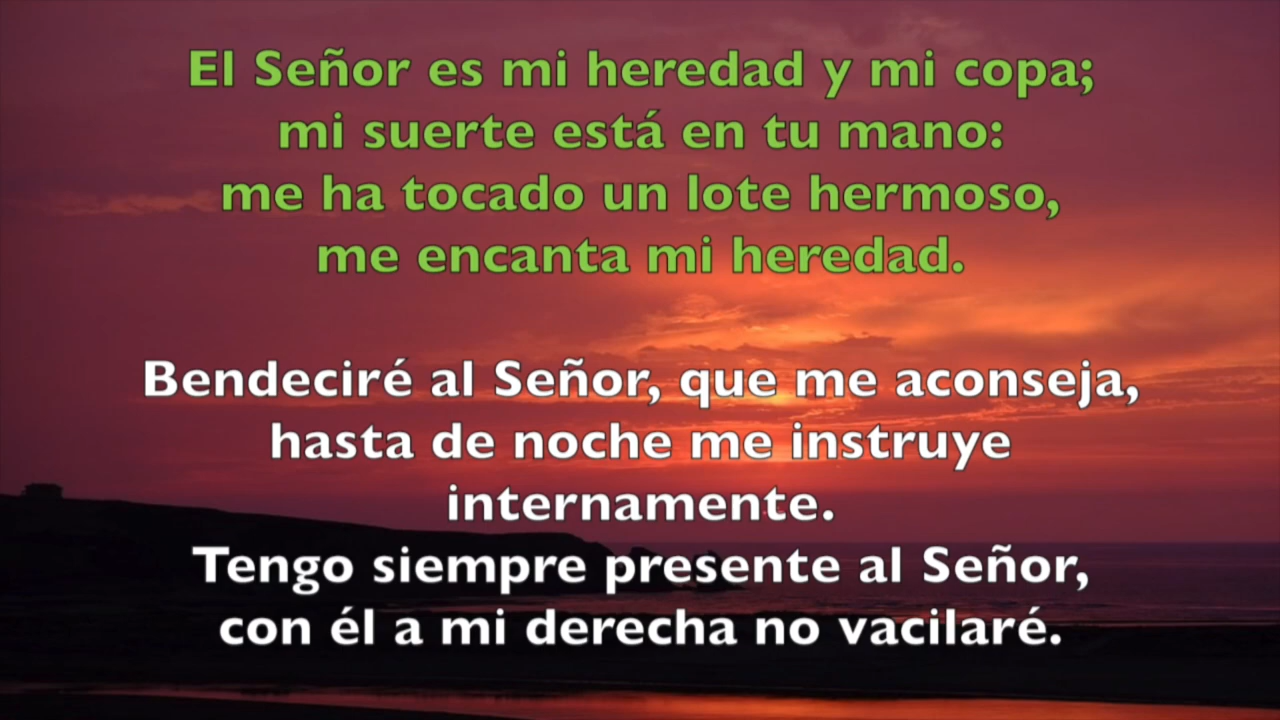 El Señor es mi heredad y mi copa;
mi suerte está en tu mano:
me ha tocado un lote hermoso,
me encanta mi heredad.
Bendeciré al Señor, que me aconseja,
hasta de noche me instruye
internamente.
Tengo siempre presente al Señor,
con él a mi derecha no vacilaré.